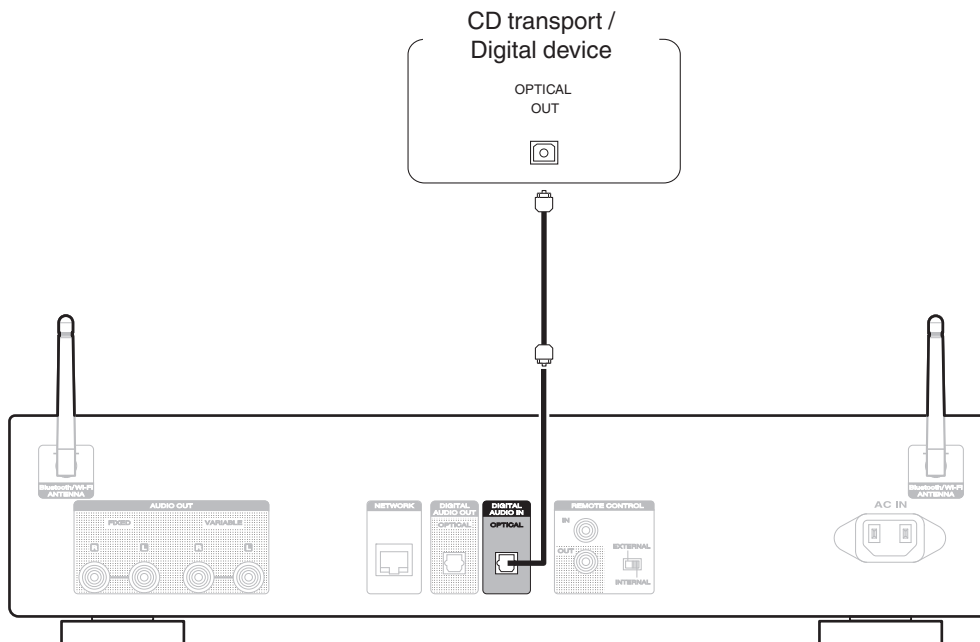 CD transport /
Digital device
OPTICAL
OUT
Bluetooth/Wi-Fi
ANTENNA
AUDIO OUT
FIXED
VARIABLE
R
L
R
L
NETWORK
DIGITAL
AUDIO OUT
OPTICAL
DIGITAL
AUDIO IN
OPTICAL
REMOTE CONTROL
IN
OUT
EXTERNAL
INTERNAL
AC IN
Bluetooth/Wi-Fi
ANTENNA